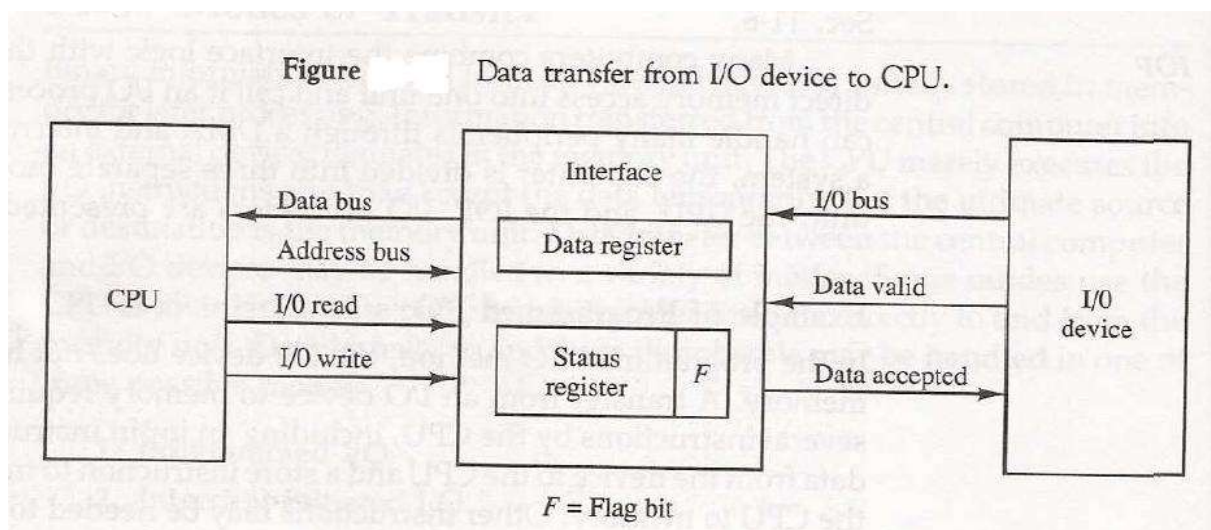 Figure Data transfer from I/O device to CPU.
Interface
Data bus
I/O bus
Data register
Address bus
CPU
I/O read
Data valid
I/O
device
I/O write
Status
register
F
Data accepted
F = Flag bit